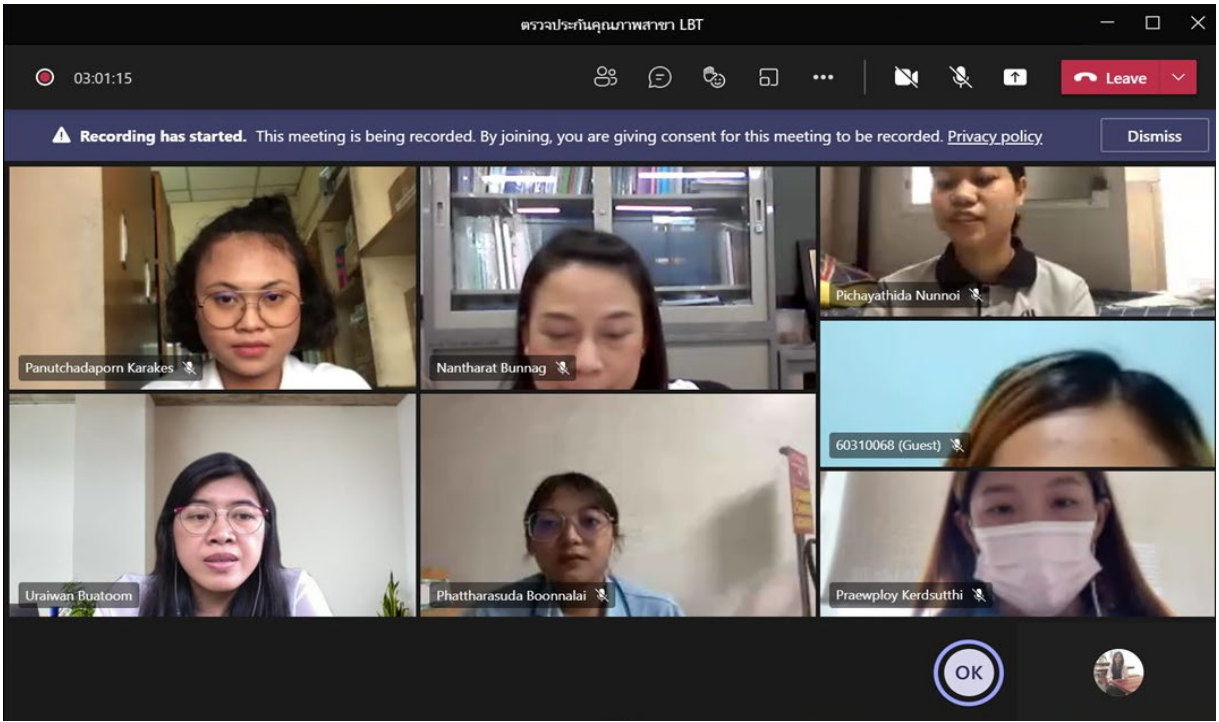 ตรวจประกันคุณภาพสาขา LBT
03:01:15
Leave
Recording has started. This meeting is being recorded. By joining, you are giving consent for this meeting to be recorded. Privacy policy
Dismiss
Panutchadaporn Karakes
Nantharat Bunnag
Pichayathida Nunnoi
60310068 (Guest)
Uraiwan Buatoom
Phattharasuda Boonnalai
Praewploy Kerdsutthi
OK